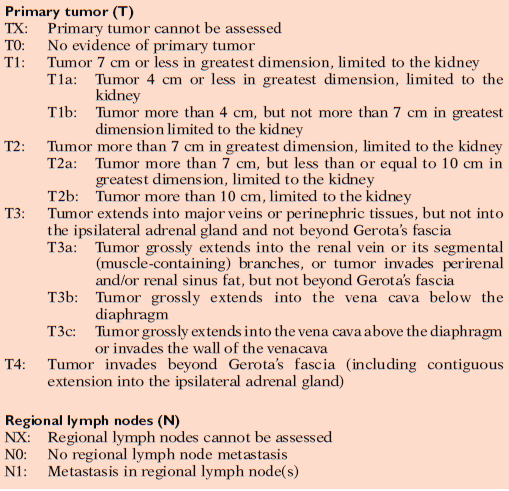 Primary tumor (T)
TX: Primary tumor cannot be assessed
T0: No evidence of primary tumor
T1: Tumor 7 cm or less in greatest dimension, limited to the kidney
T1a: Tumor 4 cm or less in greatest dimension, limited to the
kidney
T1b: Tumor more than 4 cm, but not more than 7 cm in greatest
dimension limited to the kidney
T2: Tumor more than 7 cm in greatest dimension, limited to the kidney
T2a: Tumor more than 7 cm, but less than or equal to 10 cm in
greatest dimension, limited to the kidney
T2b: Tumor more than 10 cm, limited to the kidney
T3: Tumor extends into major veins or perinephric tissues, but not into
the ipsilateral adrenal gland and not beyond Gerota's fascia
T3a: Tumor grossly extends into the renal vein or its segmental
(muscle-containing) branches, or tumor invades perirenal
and/or renal sinus fat, but not beyond Gerota's fascia
T3b: Tumor grossly extends into the vena cava below the
diaphragm
T3c: Tumor grossly extends into the vena cava above the diaphragm
or invades the wall of the venacava
T4: Tumor invades beyond Gerota's fascia (including contiguous
extension into the ipsilateral adrenal gland)
Regional lymph nodes (N)
NX: Regional lymph nodes cannot be assessed
N0: No regional lymph node metastasis
N1: Metastasis in regional lymph node(s)